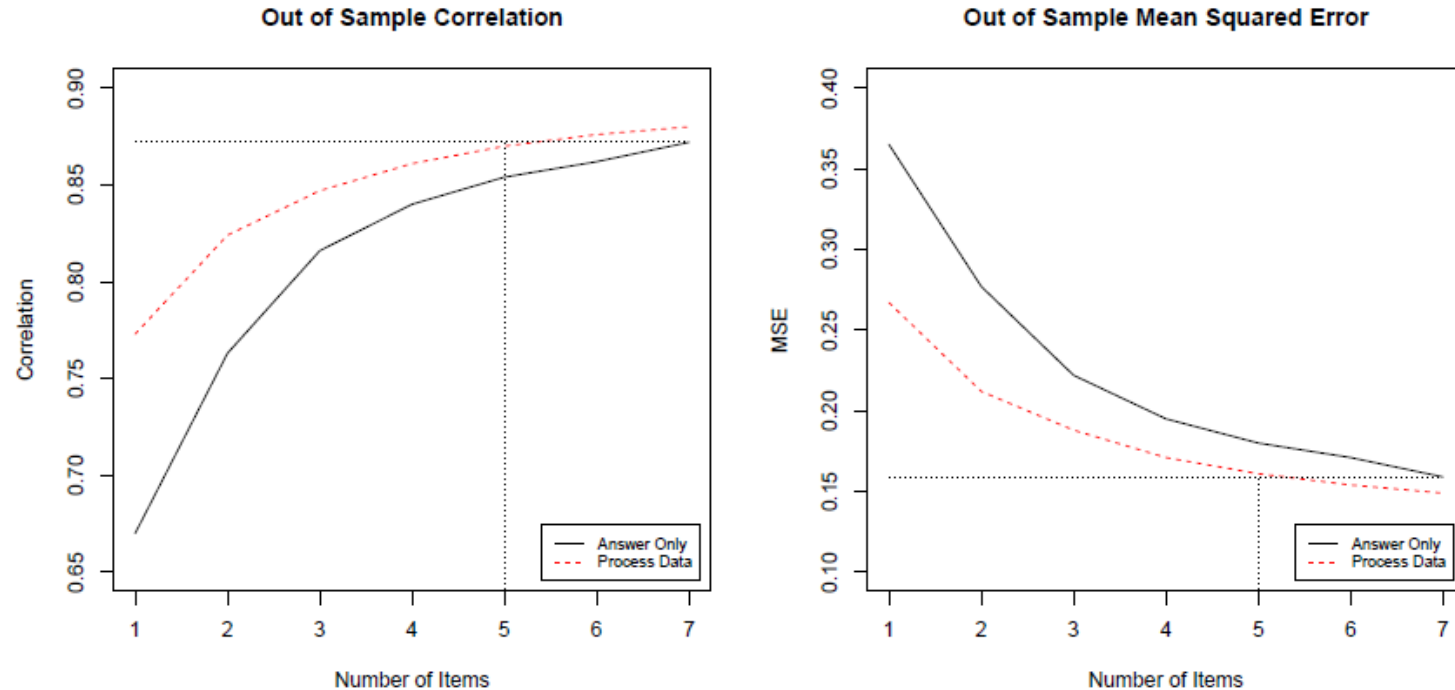 Out of Sample Correlation
Correlation
0.90
0.85
0.80
0.75
0.70
0.65
1 2 3 4 5 6 7
Number of Items
Answer Only
Process Data
Out of Sample Mean Squared Error
MSE
0.40
0.35
0.30
0.25
0.20
0.15
0.10
1 2 3 4 5 6 7
Number of Items
Answer Only
Process Data